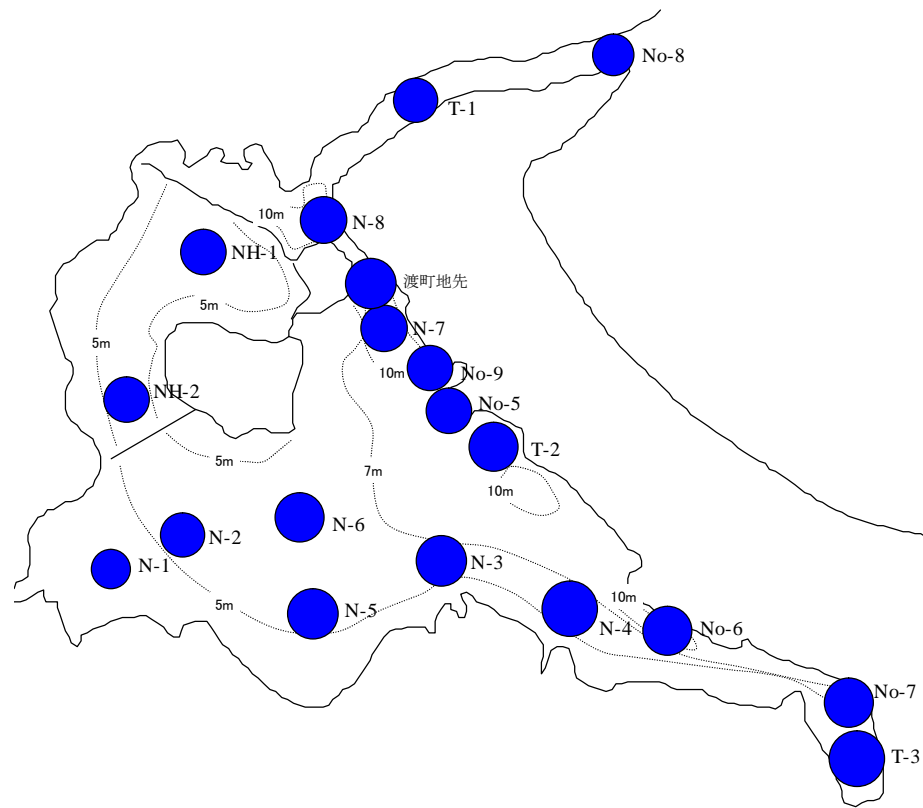 No-8
T-1
10m
N-8
NH-1
渡町地先
5m
N-7
5m
10m
No-9
NH-2
No-5
T-2
5m
7m
10m
N-6
N-2
N-3
N-1
10m
5m
N-5
N-4
No-6
No-7
T-3